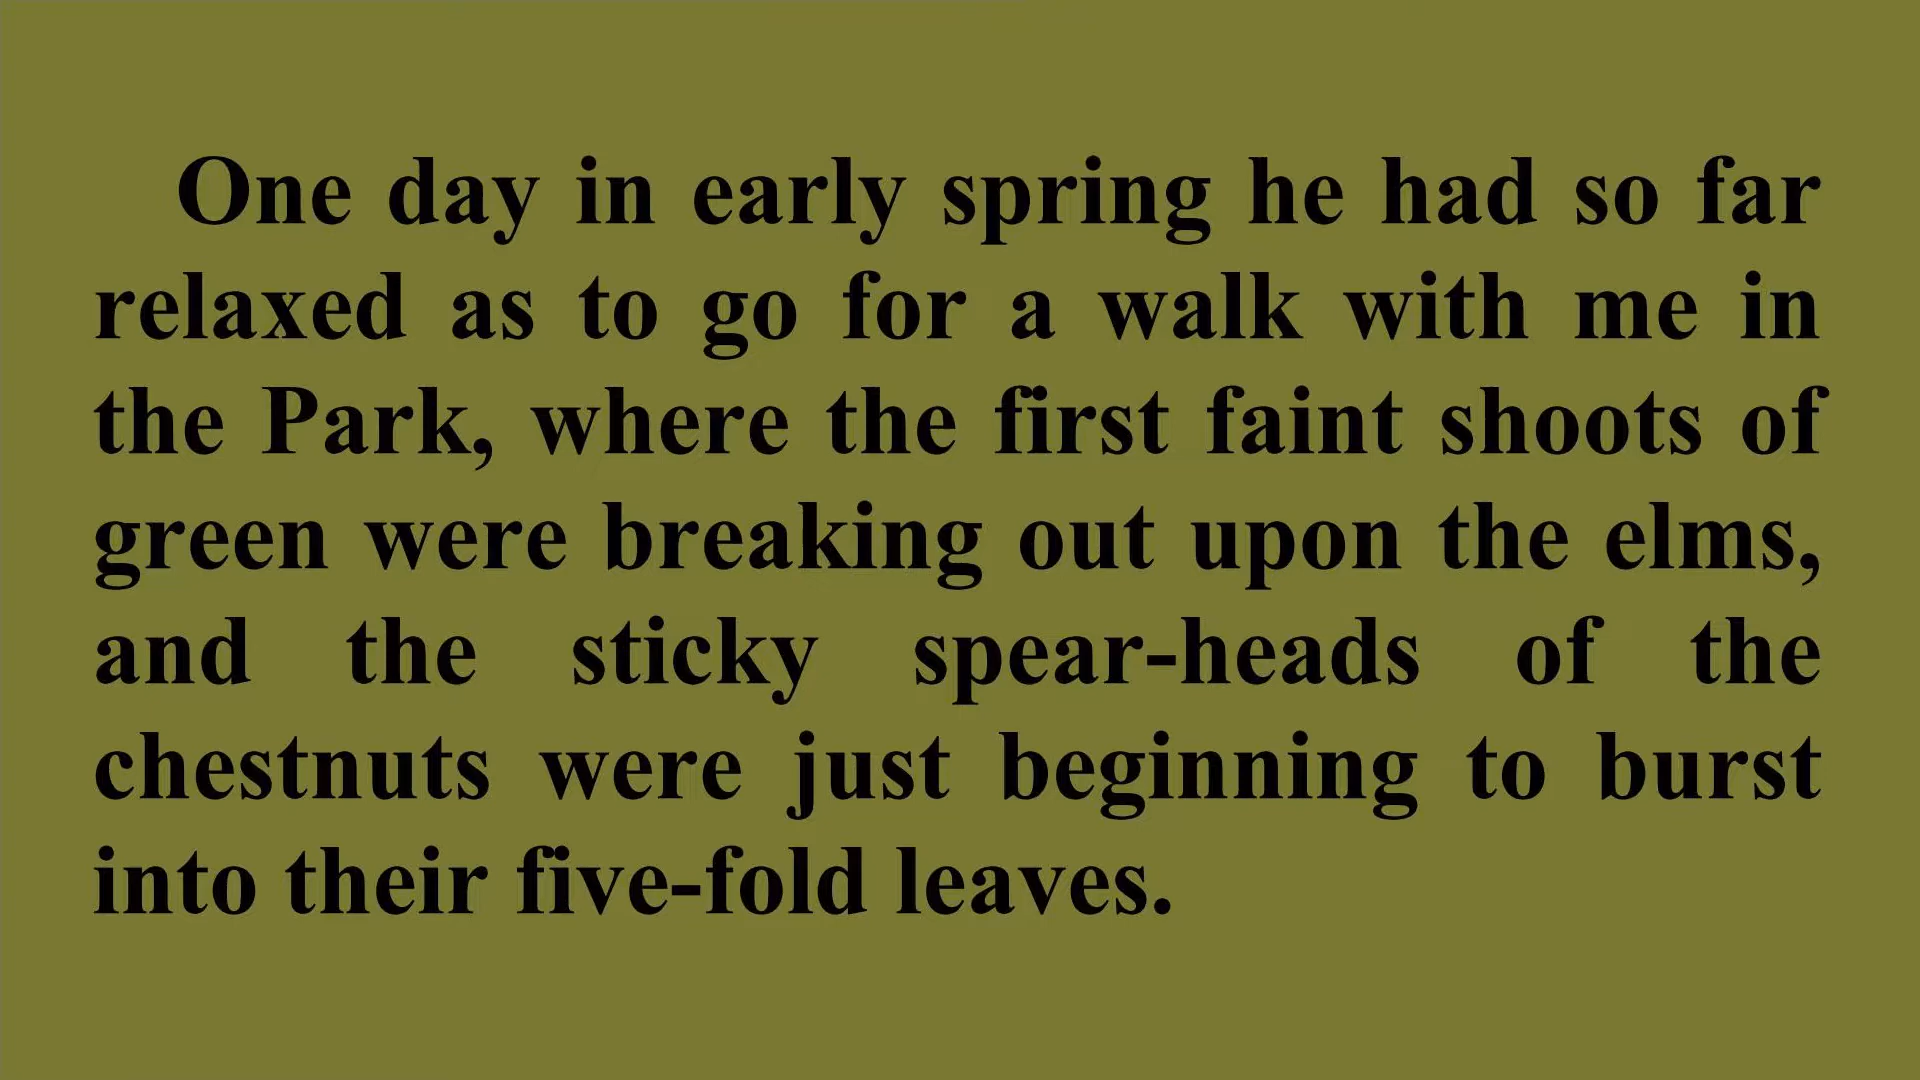 One day in early spring he had so far
relaxed as to go for a walk with me in
the Park, where the first faint shoots of
green were breaking out upon the elms,
and the sticky spear-heads of the
chestnuts were just beginning to burst
into their five-fold leaves.